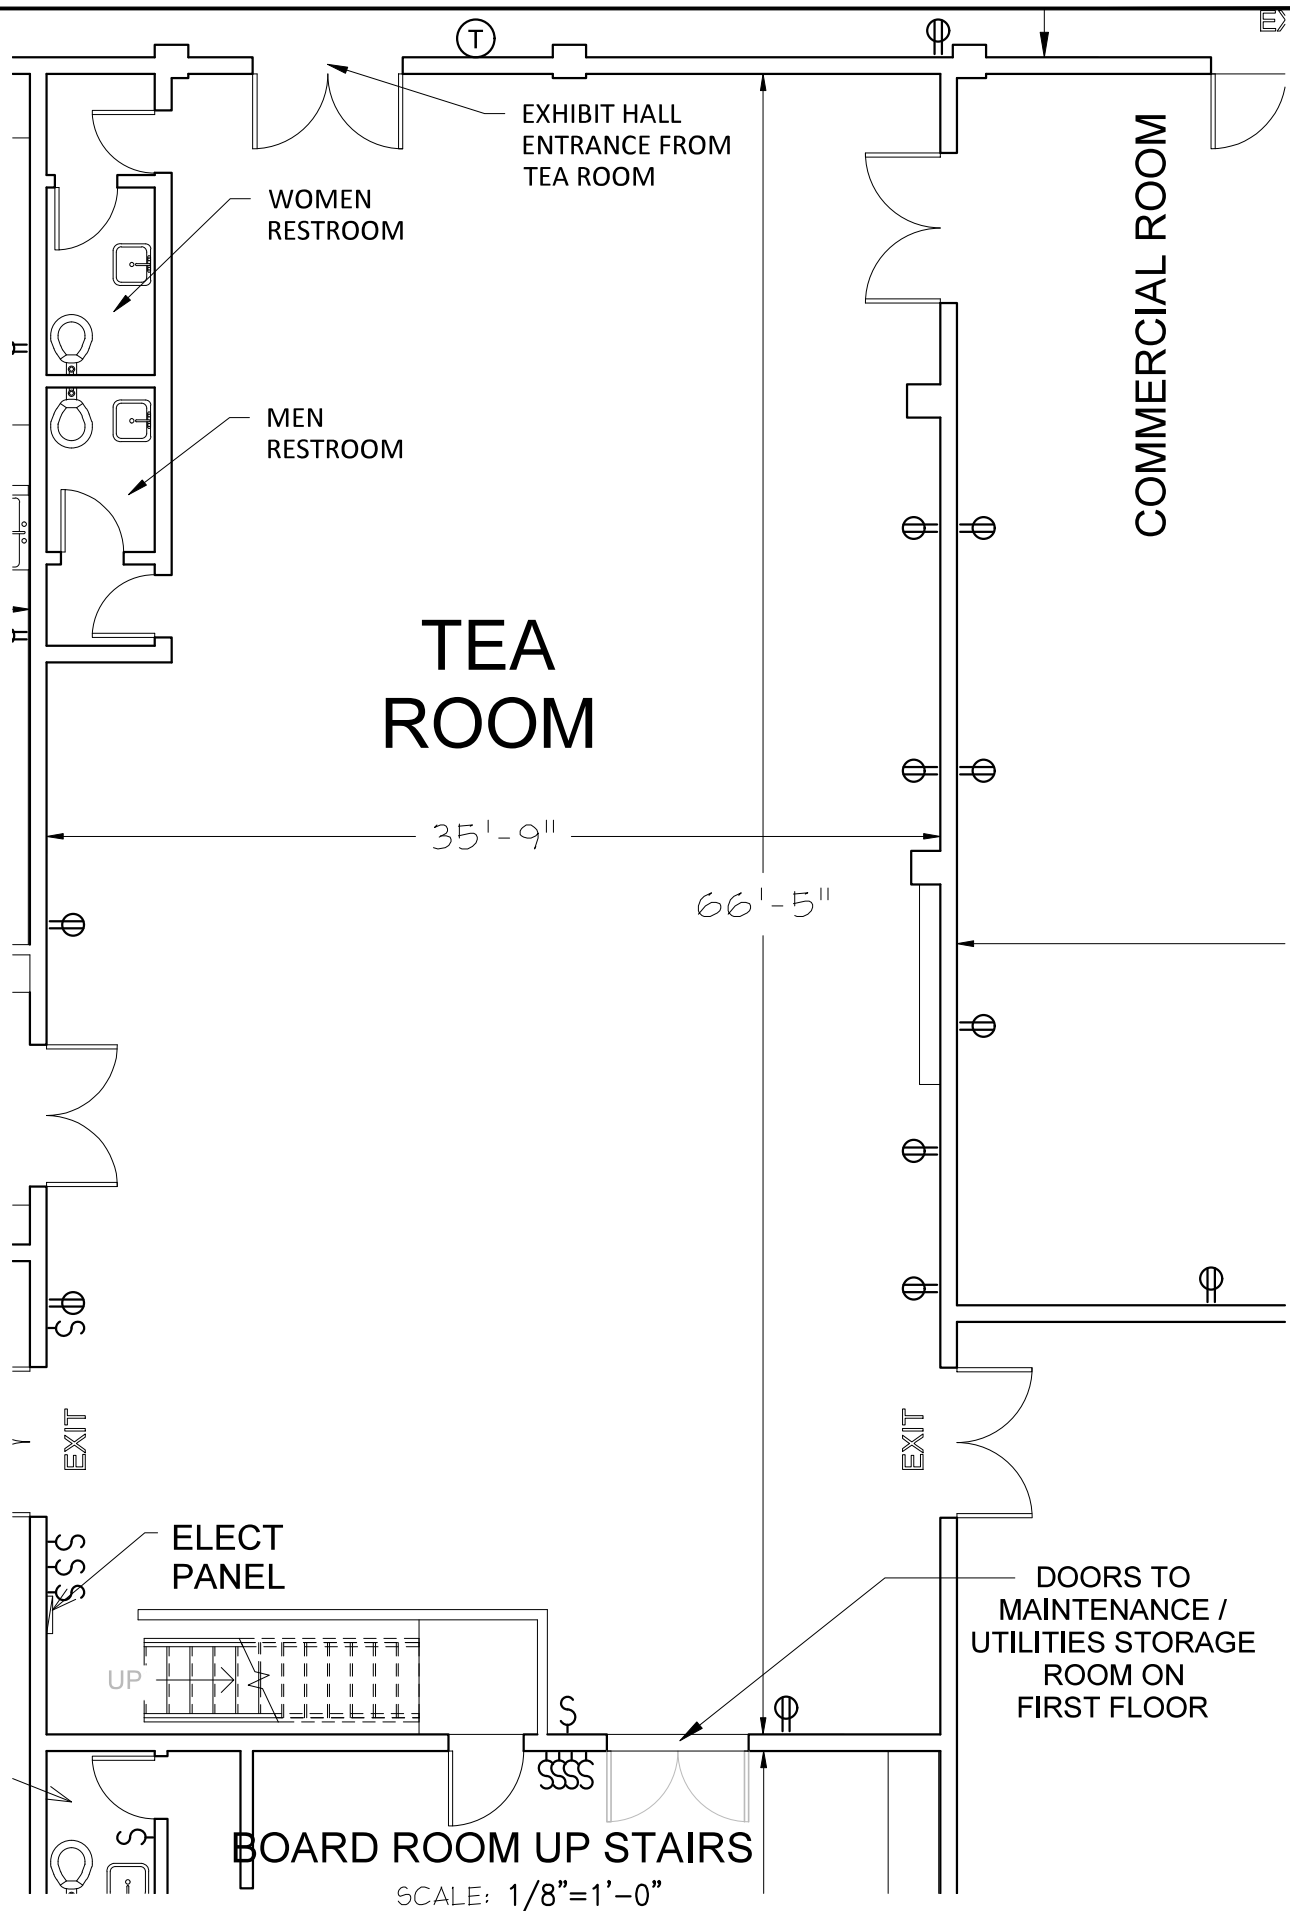 T
EXHIBIT HALL
ENTRANCE FROM
TEA ROOM
WOMEN
RESTROOM
COMMERCIAL ROOM
MEN
RESTROOM
TEA
ROOM
35'-9"
66'-5"
S
EXIT
EXIT
S
S
S
ELECT
PANEL
DOORS TO
MAINTENANCE /
UTILITIES STORAGE
ROOM ON
FIRST FLOOR
UP
S
SSSS
S
BOARD ROOM UP STAIRS
SCALE: 1/8"=1'-0"